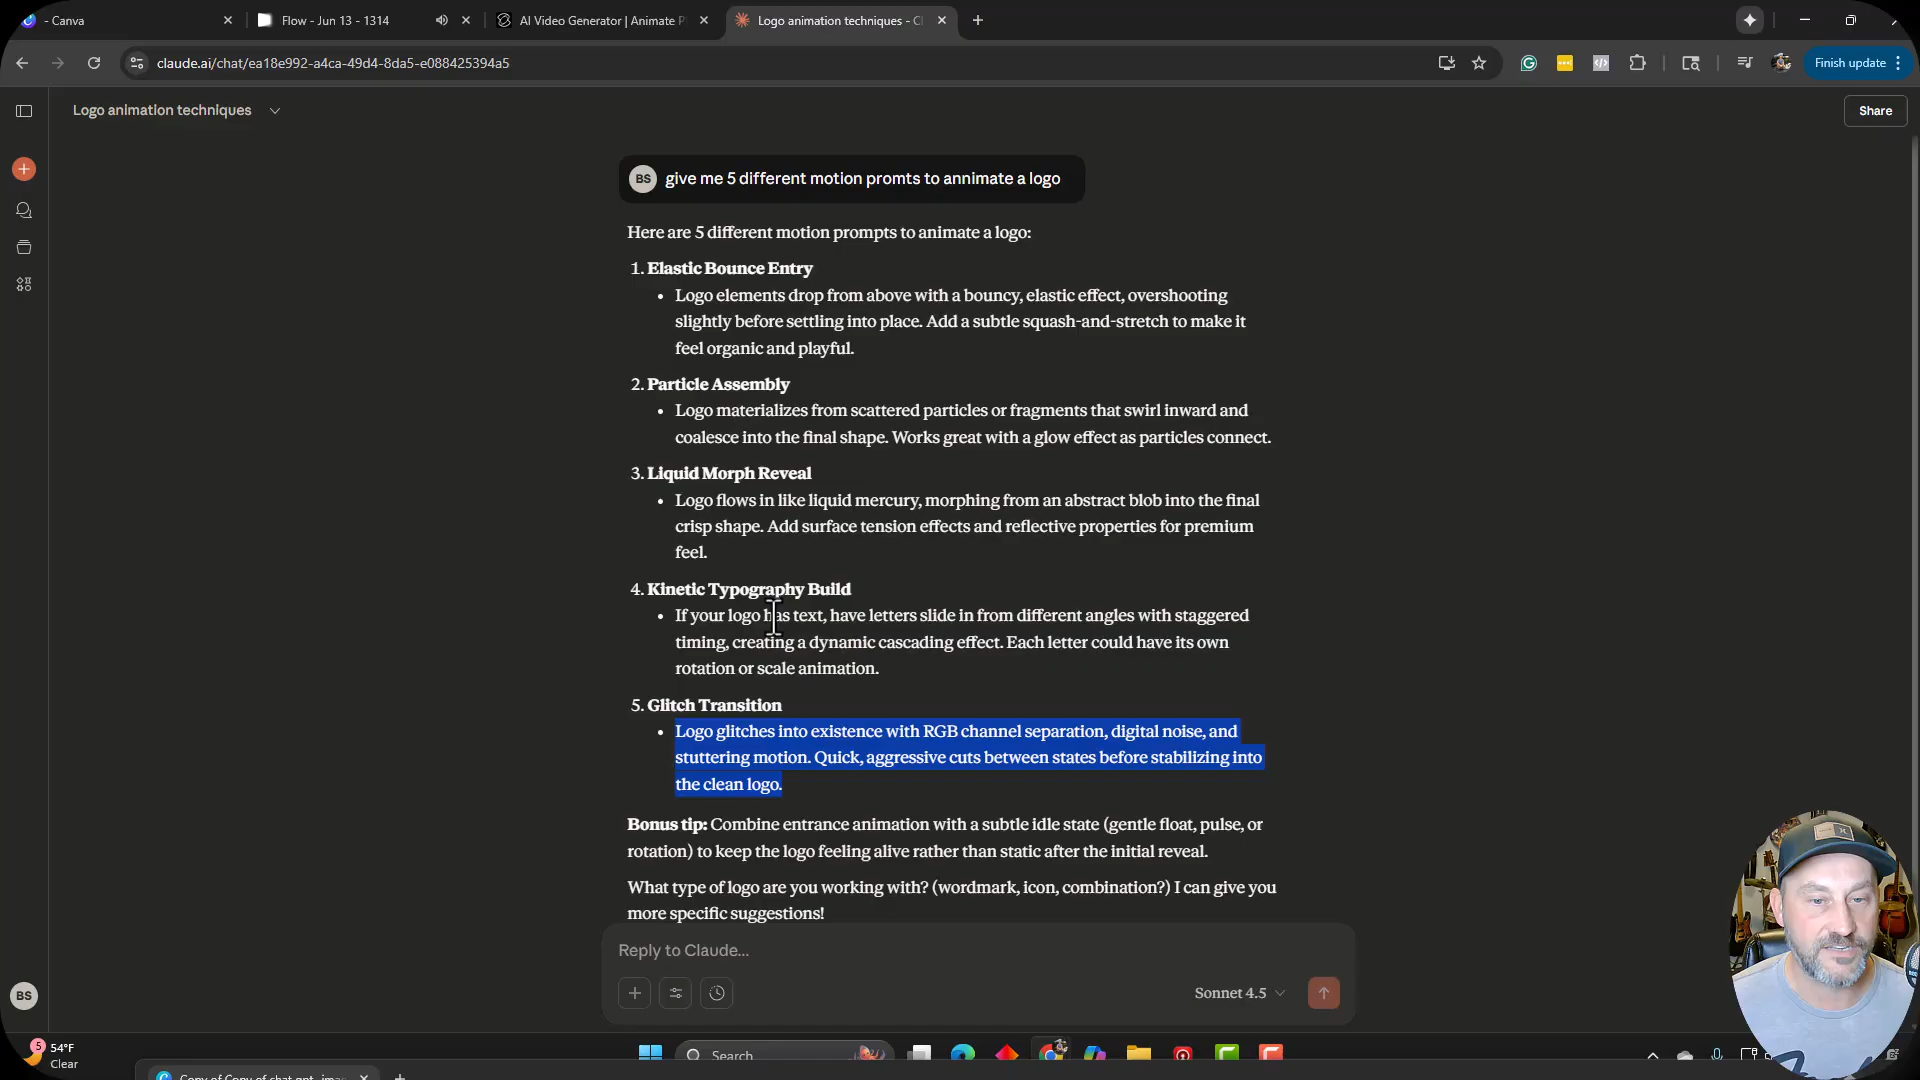 - Canva
Flow - Jun 13 - 1314
AI Video Generator | Animate P
Logo animation techniques - Cl
claude.ai/chat/ea18e992-a4ca-49d4-8da5-e088425394a5
Finish update
Logo animation techniques
Share
BS
give me 5 different motion promts to annimate a logo
Here are 5 different motion prompts to animate a logo:
1. Elastic Bounce Entry
• Logo elements drop from above with a bouncy, elastic effect, overshooting
slightly before settling into place. Add a subtle squash-and-stretch to make it
feel organic and playful.
2. Particle Assembly
• Logo materializes from scattered particles or fragments that swirl inward and
coalesce into the final shape. Works great with a glow effect as particles connect.
3. Liquid Morph Reveal
• Logo flows in like liquid mercury, morphing from an abstract blob into the final
crisp shape. Add surface tension effects and reflective properties for premium
feel.
4. Kinetic Typography Build
• If your logo has text, have letters slide in from different angles with staggered
timing, creating a dynamic cascading effect. Each letter could have its own
rotation or scale animation.
5. Glitch Transition
• Logo glitches into existence with RGB channel separation, digital noise, and
stuttering motion. Quick, aggressive cuts between states before stabilizing into
the clean logo.
Bonus tip: Combine entrance animation with a subtle idle state (gentle float, pulse, or
rotation) to keep the logo feeling alive rather than static after the initial reveal.
What type of logo are you working with? (wordmark, icon, combination?) I can give you
more specific suggestions!
Reply to Claude...
Sonnet 4.5
BS
5
54°F
Clear
Search
Copy of Copy of chat gpt